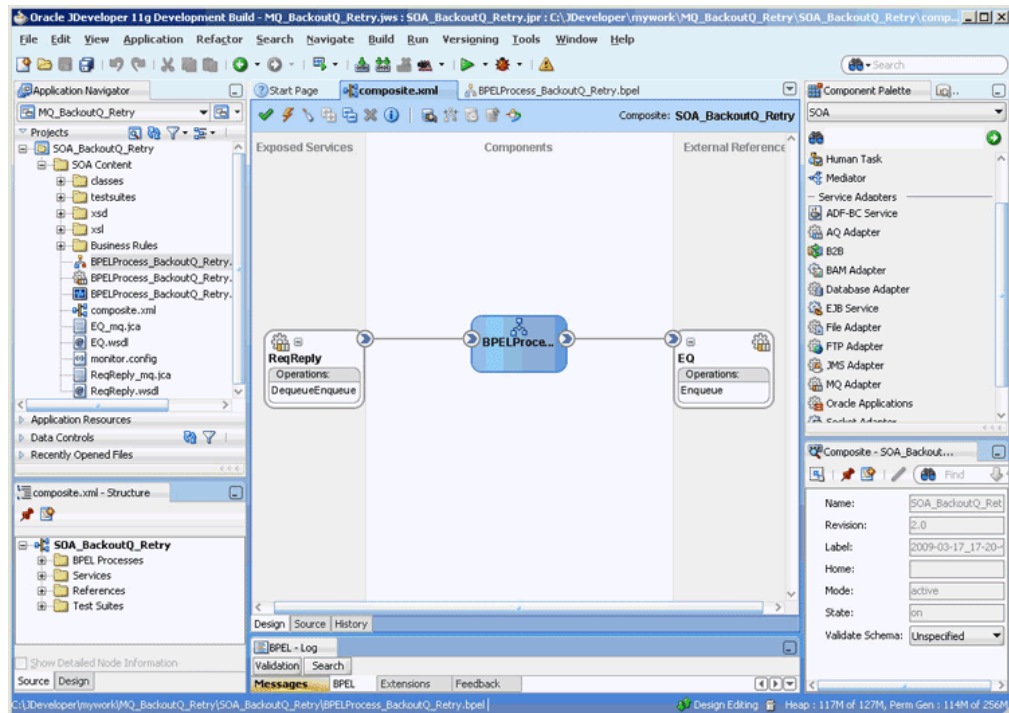 Oracle JDeveloper 11g Development Build - MQ_BackoutQ_Retry.jws : SOA_BackoutQ_Retry.jpr : C:\JDeveloper\mywork\MQ_BackoutQ_Retry\SOA_BackoutQ_Retry\comp...
File Edit View Application Refactor Search Navigate Build Run Versioning Tools Window Help
Search
Application Navigator
MQ_BackoutQ_Retry
Projects
SOA_BackoutQ_Retry
SOA Content
classes
testsuites
xsd
xsl
Business Rules
BPELProcess_BackoutQ_Retry.
BPELProcess_BackoutQ_Retry.
BPELProcess_BackoutQ_Retry.
composite.xml
EQ_mq.jca
EQ.wsdl
monitor.config
ReqReply_mq.jca
ReqReply.wsdl
Application Resources
Data Controls
Recently Opened Files
composite.xml - Structure
SOA_BackoutQ_Retry
BPEL Processes
Services
References
Test Suites
Show Detailed Node Information
Source Design
Start Page composite.xml BPELProcess_BackoutQ_Retry.bpel
Composite: SOA_BackoutQ_Retry
Exposed Services Components External Reference
ReqReply
Operations:
DequeueEnqueue
BPELProce...
EQ
Operations:
Enqueue
Design Source History
BPEL - Log
Validation Search
Messages BPEL Extensions Feedback
Component Palette
SOA
Human Task
Mediator
Service Adapters
ADF-BC Service
AQ Adapter
B2B
BAM Adapter
Database Adapter
EJB Service
File Adapter
FTP Adapter
JMS Adapter
MQ Adapter
Oracle Applications
Socket Adapter
Composite - SOA_Backout...
Find
Name: SOA_BackoutQ_Ret
Revision: 2.0
Label: 2009-03-17_17-20-
Home:
Mode: active
State: on
Validate Schema: Unspecified
C:\JDeveloper\mywork\MQ_BackoutQ_Retry\SOA_BackoutQ_Retry\BPELProcess_BackoutQ_Retry.bpel
Design Editing Heap : 117M of 127M, Perm Gen : 114M of 256M